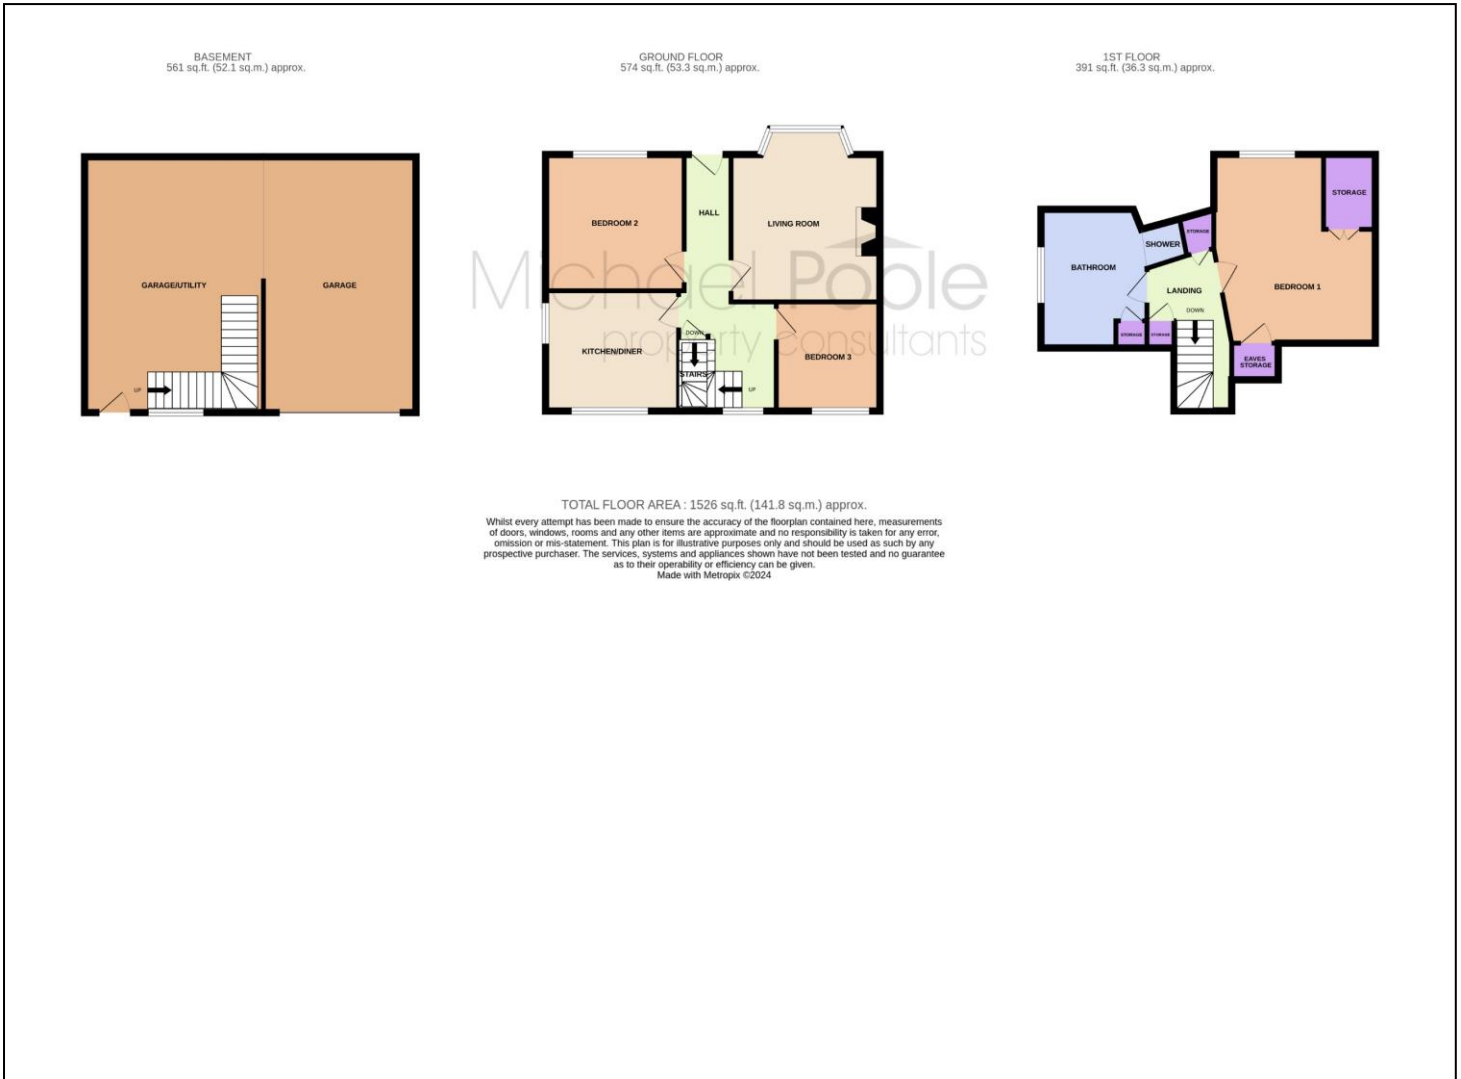 BASEMENT
561 sq.ft. (52.1 sq.m.) approx.
GROUND FLOOR
574 sq.ft. (53.3 sq.m.) approx.
1ST FLOOR
391 sq.ft. (36.3 sq.m.) approx.
GARAGE/UTILITY
GARAGE
UP
BEDROOM 2
HALL
LIVING ROOM
KITCHEN/DINER
DOWN
STAIRS
UP
BEDROOM 3
Michael Poole
property consultants
STORAGE
STORAGE
SHOWER
BATHROOM
LANDING
BEDROOM 1
DOWN
STORAGE
STORAGE
EAVES
STORAGE
TOTAL FLOOR AREA : 1526 sq.ft. (141.8 sq.m.) approx.
Whilst every attempt has been made to ensure the accuracy of the floorplan contained here, measurements
of doors, windows, rooms and any other items are approximate and no responsibility is taken for any error,
omission or mis-statement. This plan is for illustrative purposes only and should be used as such by any
prospective purchaser. The services, systems and appliances shown have not been tested and no guarantee
as to their operability or efficiency can be given.
Made with Metropix ©2024